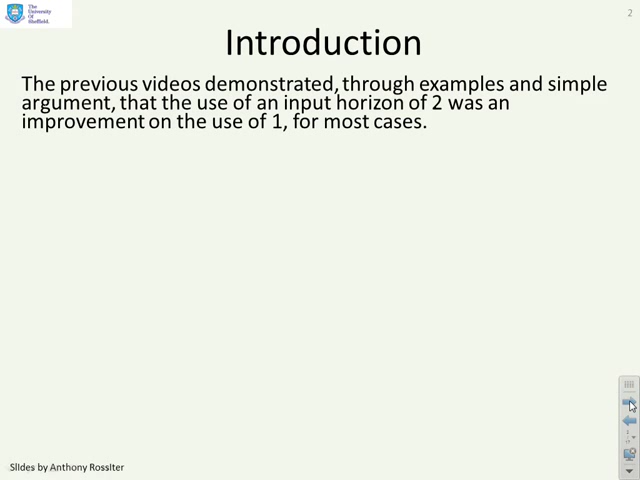 The
University
Of
Sheffield.
2
Introduction
The previous videos demonstrated, through examples and simple
argument, that the use of an input horizon of 2 was an
improvement on the use of 1, for most cases.
Slides by Anthony Rossiter